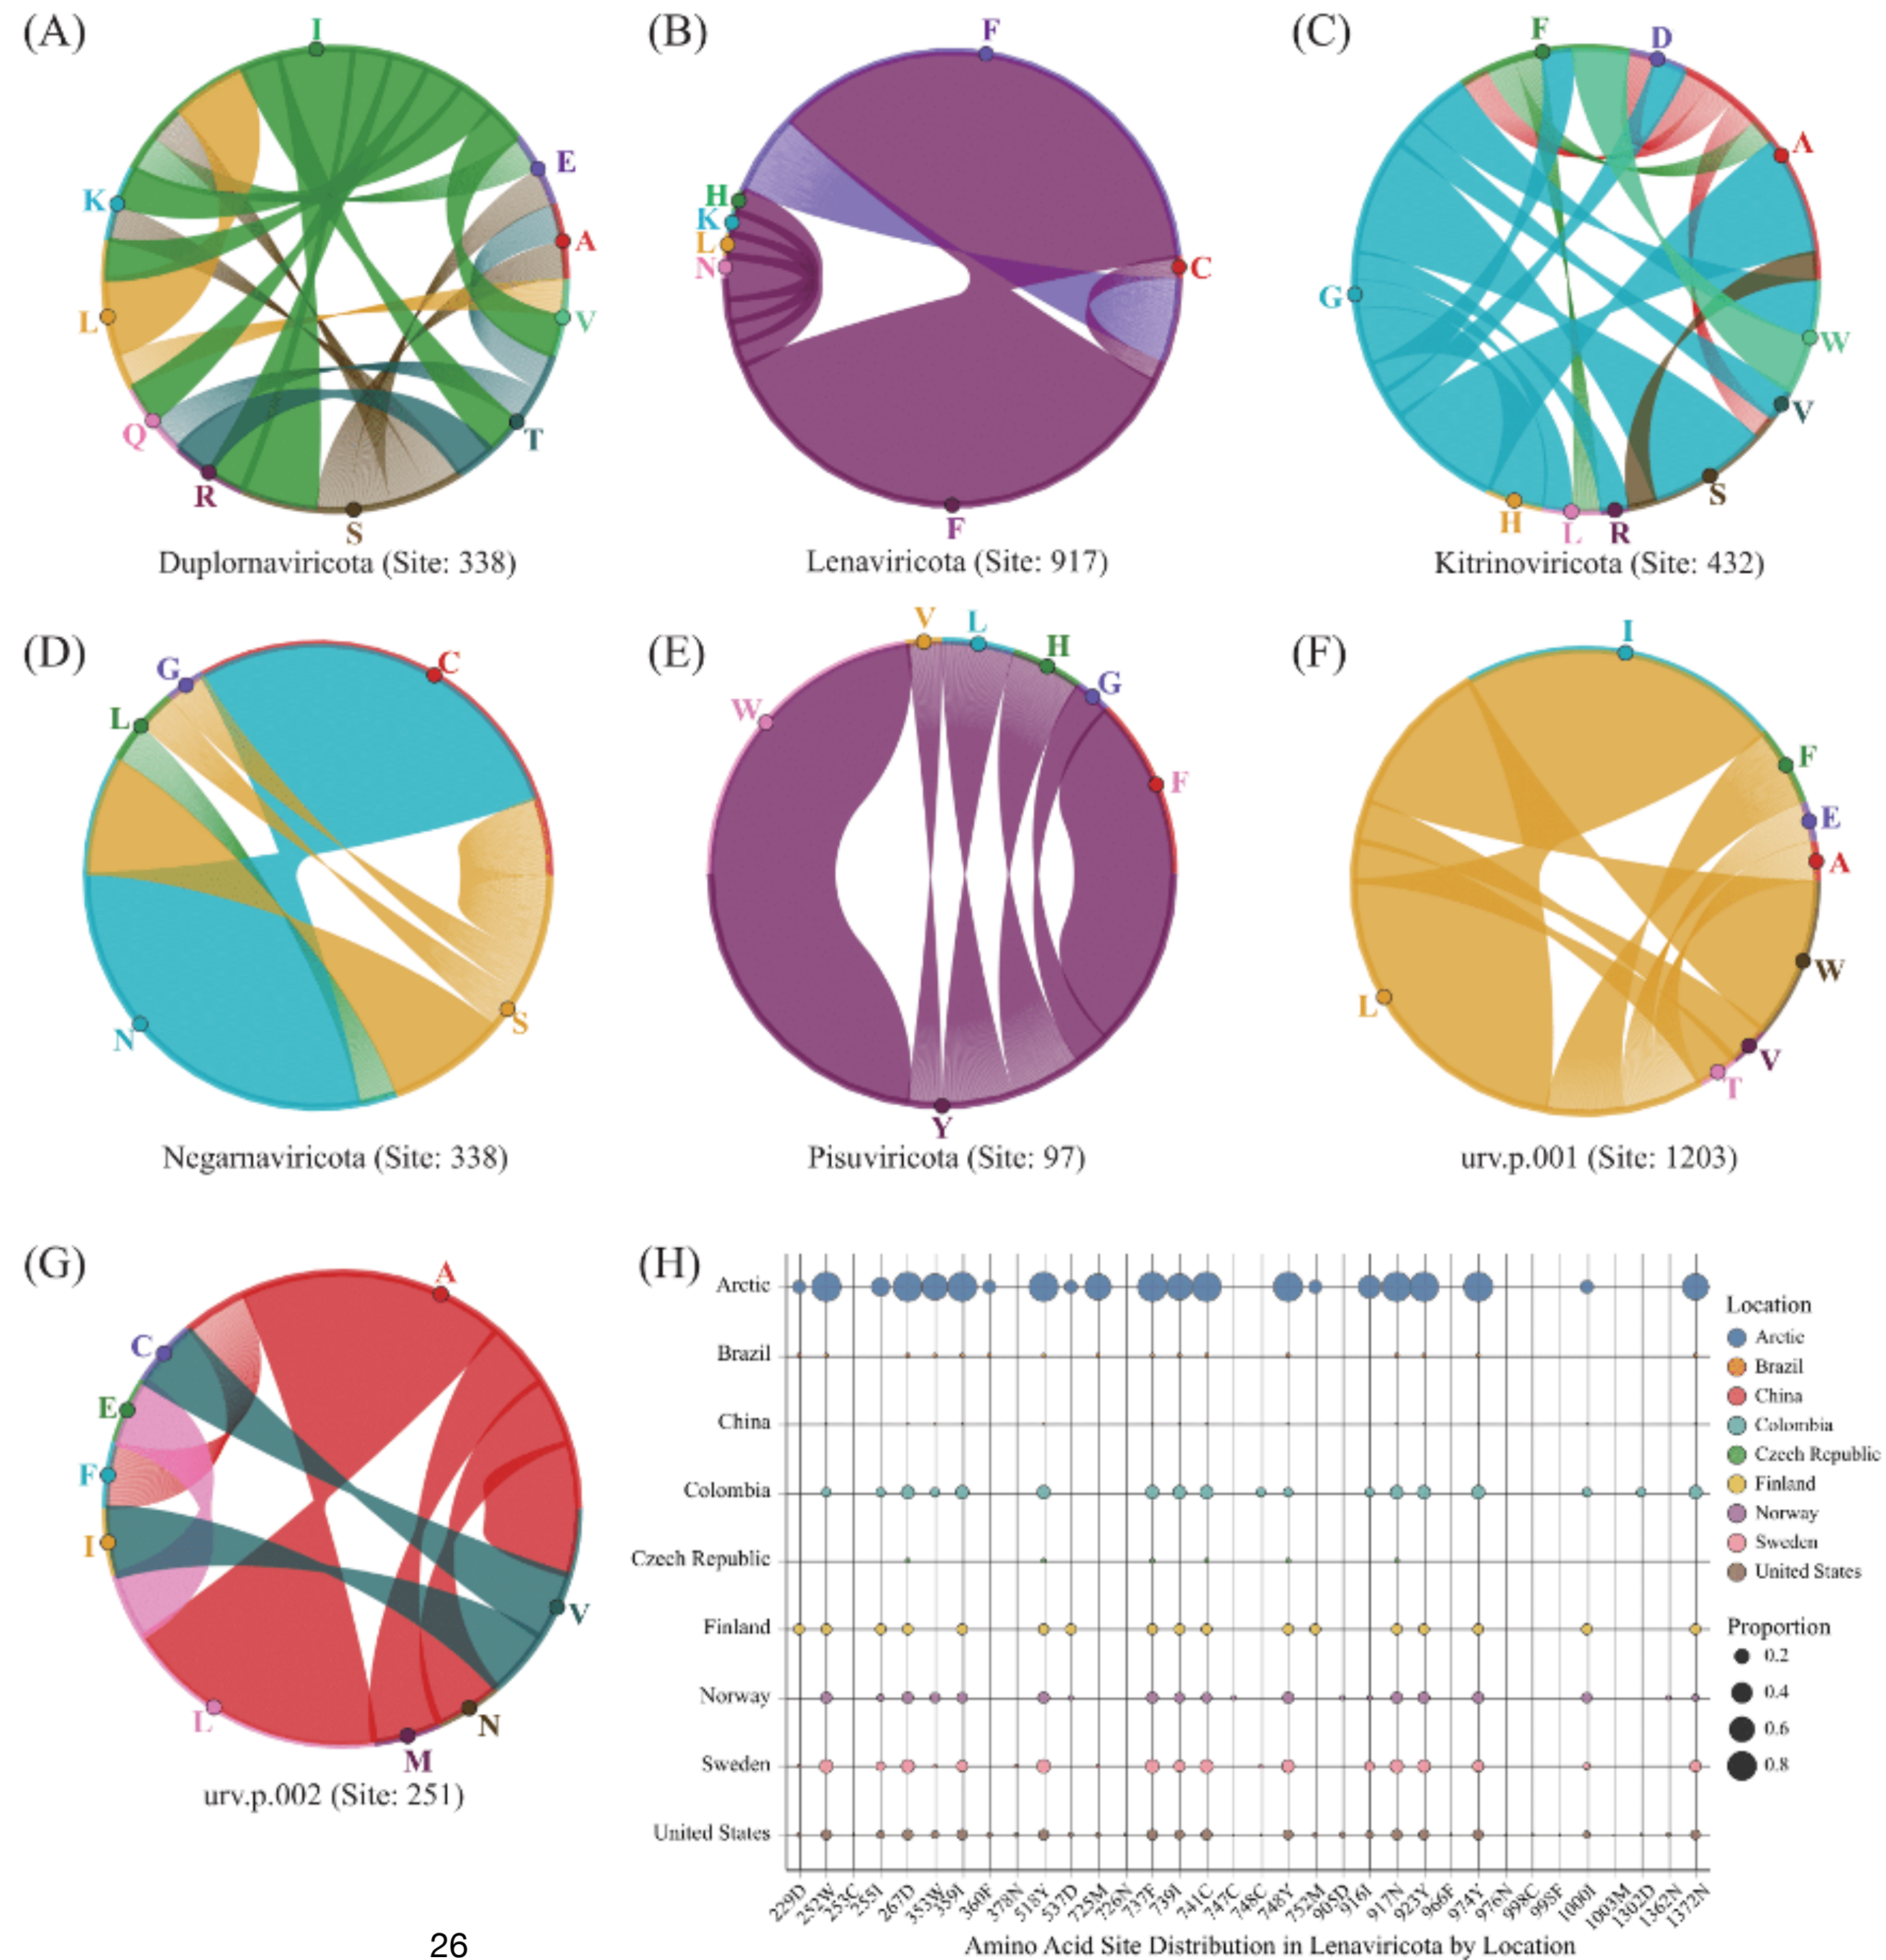 (A)
I
E
A
K
V
L
Q
T
R
S
Duplornaviricota (Site: 338)
(B)
F
H
K
L
N
C
F
Lenaviricota (Site: 917)
(C)
F
D
A
G
W
V
S
H
L
R
Kitrinoviricota (Site: 432)
(D)
G
C
L
N
S
Negarnaviricota (Site: 338)
(E)
V
L
H
G
W
F
Y
Pisuviricota (Site: 97)
(F)
I
F
E
A
L
W
V
T
urv.p.001 (Site: 1203)
(G)
A
C
E
F
I
V
L
N
M
urv.p.002 (Site: 251)
(H)
Arctic
Brazil
China
Colombia
Czech Republic
Finland
Norway
Sweden
United States
229D 252W 253C 255I 267D 353W 359I 360F 378N 518Y 537D 725M 726N 737F 739I 741C 747C 748C 748Y 752M 905D 916I 917N 923Y 966F 974Y 976N 998C 998F 1000I 1003M 1302D 1362N 1372N
Amino Acid Site Distribution in Lenaviricota by Location
Location
Arctic
Brazil
China
Colombia
Czech Republic
Finland
Norway
Sweden
United States
Proportion
0.2
0.4
0.6
0.8
26